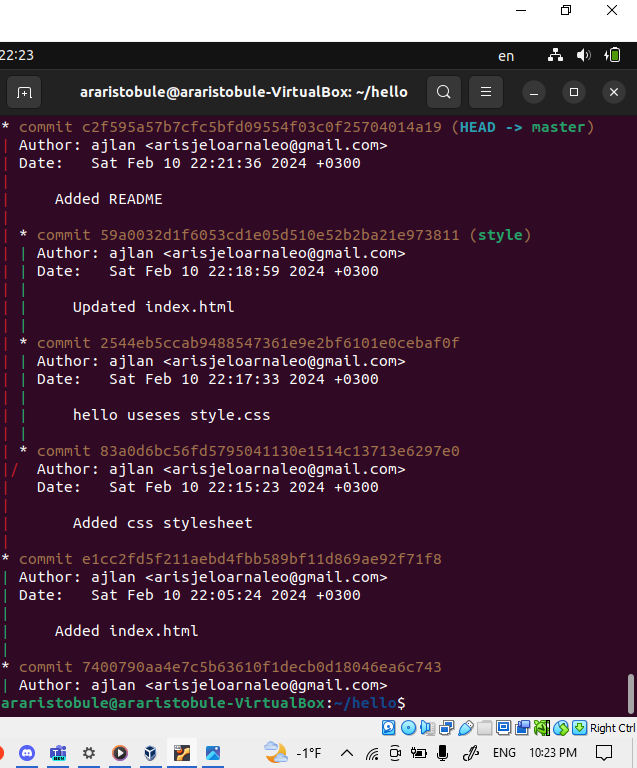 22:23
en
araristobule@araristobule-VirtualBox: ~/hello
* commit c2f595a57b7cfc5bfd09554f03c0f25704014a19 (HEAD -> master)
| Author: ajlan <arisjeloarnaleo@gmail.com>
| Date:   Sat Feb 10 22:21:36 2024 +0300
|
|     Added README
|
| * commit 59a0032d1f6053cd1e05d510e52b2ba21e973811 (style)
| | Author: ajlan <arisjeloarnaleo@gmail.com>
| | Date:   Sat Feb 10 22:18:59 2024 +0300
| |
| |     Updated index.html
| |
| * commit 2544eb5ccab9488547361e9e2bf6101e0cebaf0f
| | Author: ajlan <arisjeloarnaleo@gmail.com>
| | Date:   Sat Feb 10 22:17:33 2024 +0300
| |
| |     hello useses style.css
| |
| * commit 83a0d6bc56fd5795041130e1514c13713e6297e0
|/  Author: ajlan <arisjeloarnaleo@gmail.com>
|   Date:   Sat Feb 10 22:15:23 2024 +0300
|
|       Added css stylesheet
|
* commit e1cc2fd5f211aebd4fbb589bf11d869ae92f71f8
| Author: ajlan <arisjeloarnaleo@gmail.com>
| Date:   Sat Feb 10 22:05:24 2024 +0300
|
|     Added index.html
|
* commit 7400790aa4e7c5b63610f1decb0d18046ea6c743
| Author: ajlan <arisjeloarnaleo@gmail.com>
araristobule@araristobule-VirtualBox:~/hello$
Right Ctrl
-1°F
ENG
10:23 PM